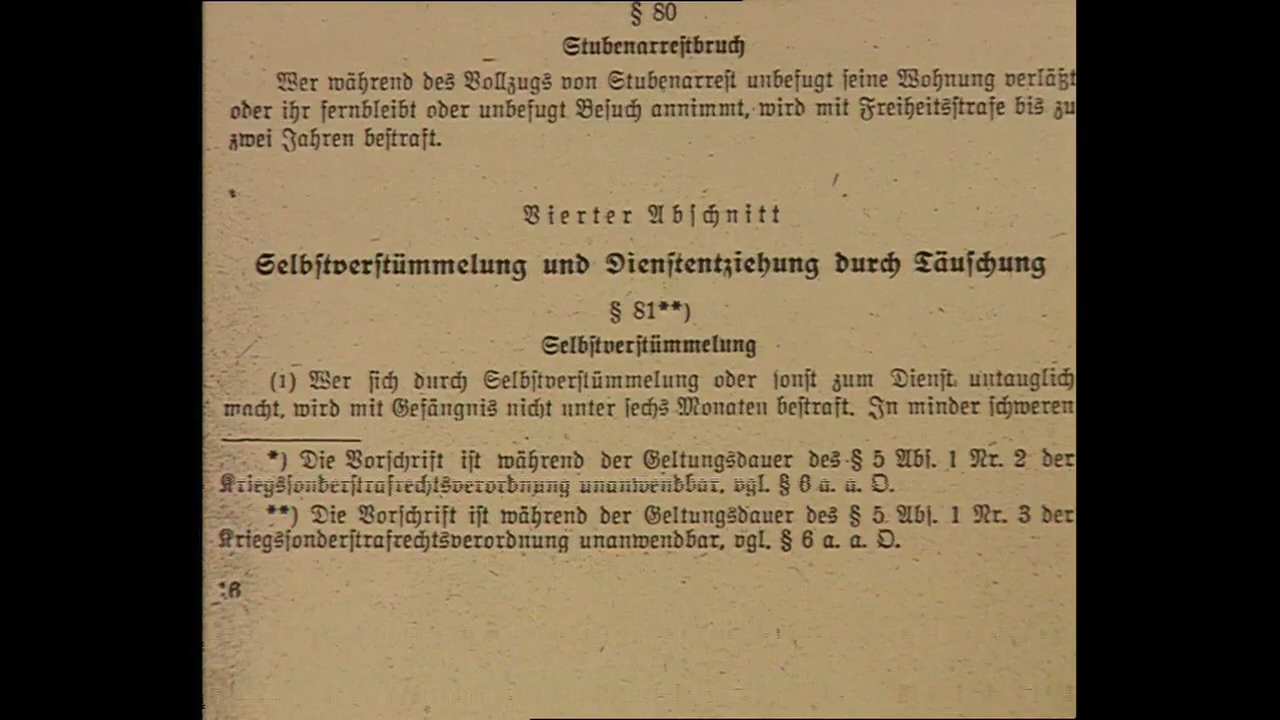 § 80
Stubenarrestbruch
Wer während des Vollzugs von Stubenarrest unbefugt seine Wohnung verläßt
oder ihr fernbleibt oder unbefugt Besuch annimmt, wird mit Freiheitsstrafe bis zu
zwei Jahren bestraft.
Vierter Abschnitt
Selbstverstümmelung und Dienstentziehung durch Täuschung
§ 81**)
Selbstverstümmelung
(1) Wer sich durch Selbstverstümmelung oder sonst zum Dienst untauglich
macht, wird mit Gefängnis nicht unter sechs Monaten bestraft. In minder schweren
*) Die Vorschrift ist während der Geltungsdauer des § 5 Abs. 1 Nr. 2 der
Kriegssonderstrafrechtsverordnung unanwendbar, vgl. § 6 a. a. O.
**) Die Vorschrift ist während der Geltungsdauer des § 5 Abs. 1 Nr. 3 der
Kriegssonderstrafrechtsverordnung unanwendbar, vgl. § 6 a. a. O.